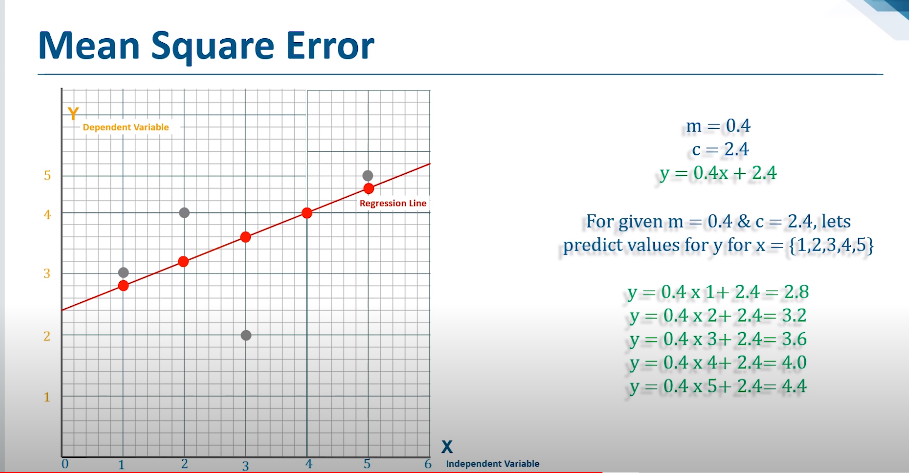 Mean Square Error
Y
Dependent Variable
5
4
3
2
1
Regression Line
0 1 2 3 4 5 6
X
Independent Variable
m = 0.4
c = 2.4
y = 0.4x + 2.4
For given m = 0.4 & c = 2.4, lets
predict values for y for x = {1,2,3,4,5}
y = 0.4 x 1+ 2.4 = 2.8
y = 0.4 x 2+ 2.4= 3.2
y = 0.4 x 3+ 2.4= 3.6
y = 0.4 x 4+ 2.4= 4.0
y = 0.4 x 5+ 2.4= 4.4